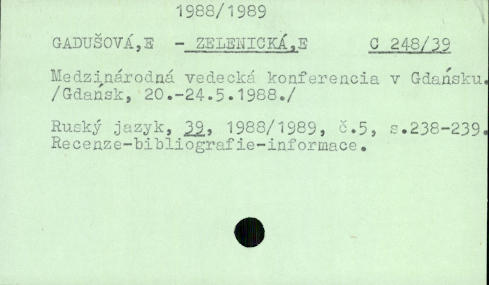 1988/1989
GADUŠOVÁ,E - ZELENICKÁ,E C 248/39
Medzinárodná vedecká konferencia v Gdańsku.
/Gdańsk, 20.-24.5.1988./
Ruský jazyk, 39, 1988/1989, č.5, s.238-239.
Recenze-bibliografie-informace.